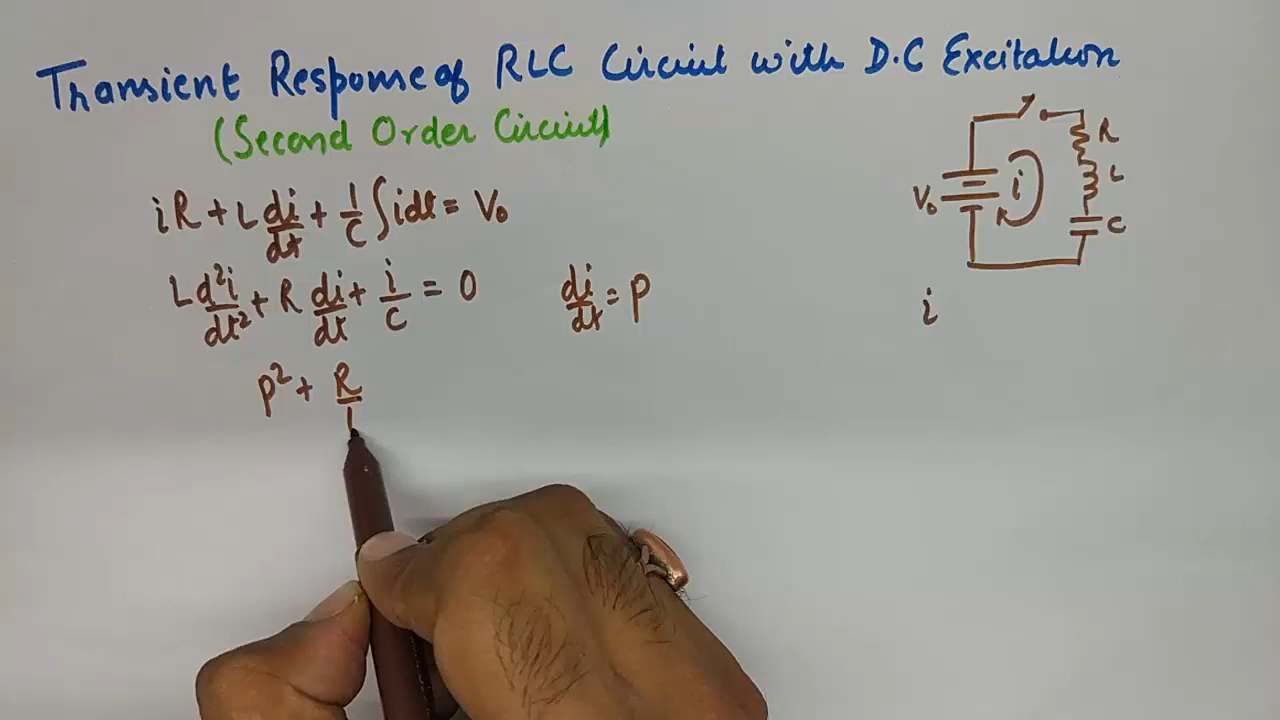 Transient Response of RLC Circuit with D.C Excitation
(Second Order Circuit)
iR + L di/dt + 1/C ∫ i dt = V₀
L d²i/dt² + R di/dt + i/C = 0
di/dt = p
p² + R/
V₀
i
R
L
C
i